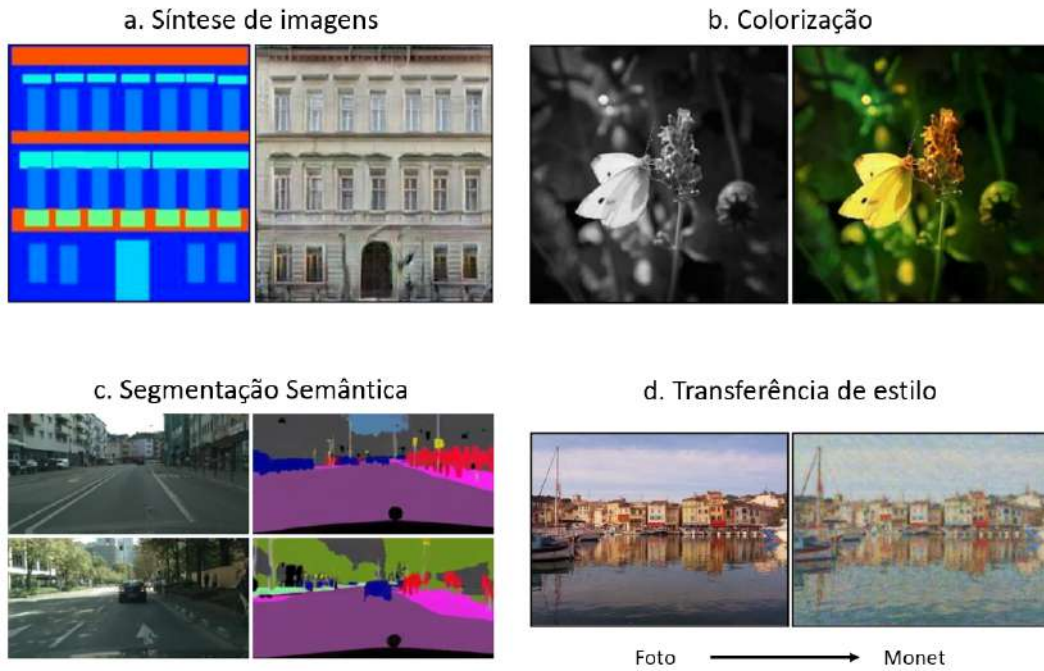 a. Síntese de imagens
b. Colorização
c. Segmentação Semântica
d. Transferência de estilo
Foto
Monet